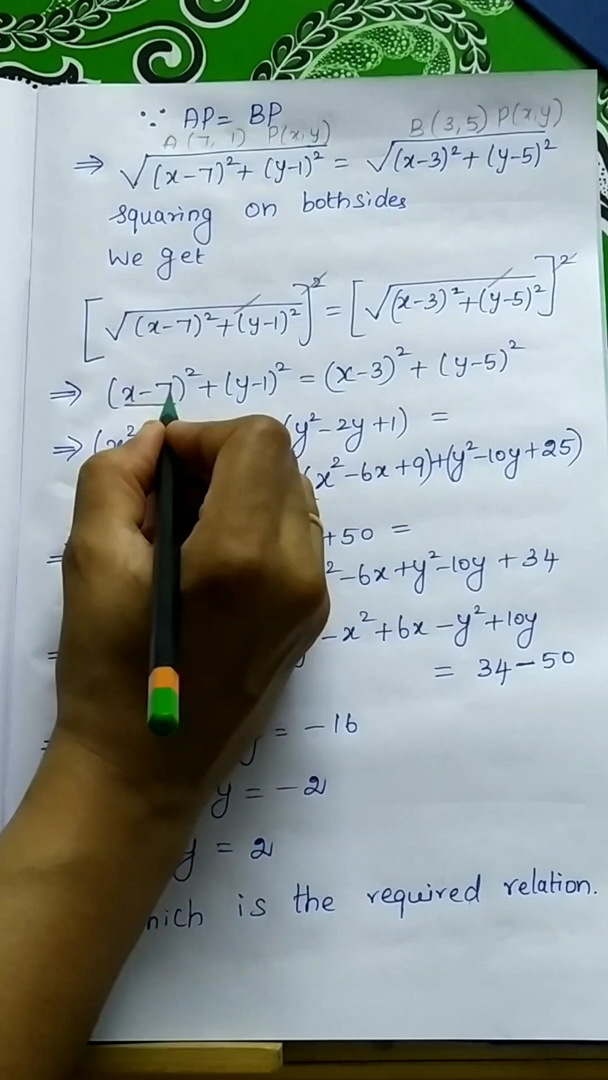 ∵ AP = BP
A (7, 1) P(x,y) B(3,5) P(x,y)
⇒ √(x-7)² + (y-1)² = √(x-3)² + (y-5)²
squaring on bothsides
We get
[√(x-7)² + (y-1)²]² = [√(x-3)² + (y-5)²]²
⇒ (x-7)² + (y-1)² = (x-3)² + (y-5)²
⇒ (x² (y² - 2y + 1) =
x² - 6x + 9) + (y² - 10y + 25)
+50 =
² - 6x + y² - 10y + 34
- x² + 6x - y² + 10y
= 34 - 50
y = -16
y = -2
y = 2
is the required relation.